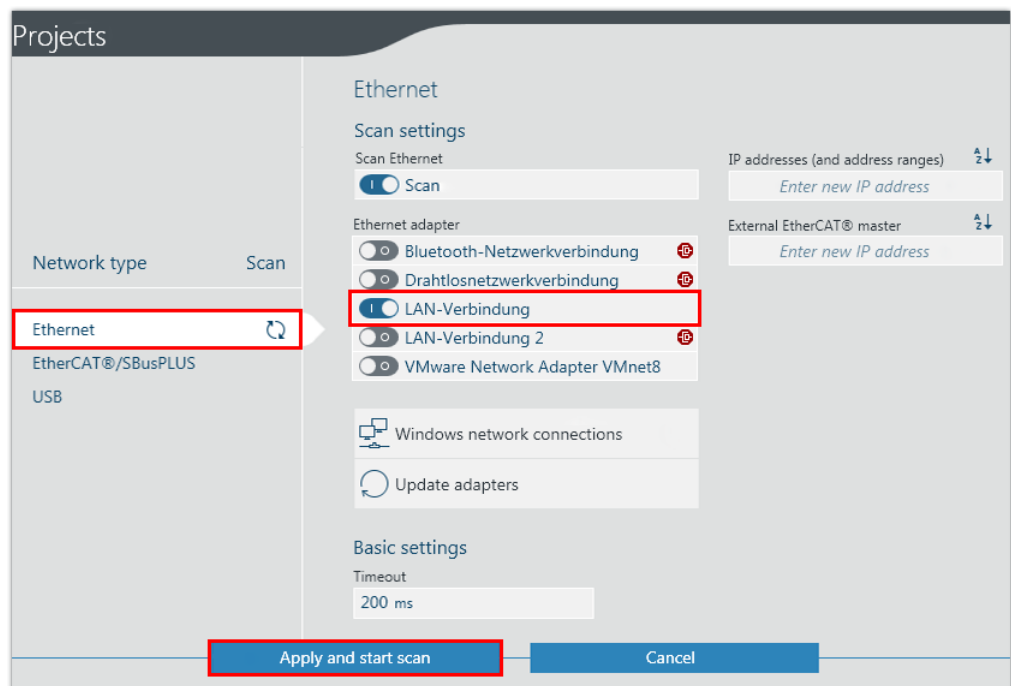 Projects
Network type Scan
Ethernet
EtherCAT®/SBusPLUS
USB
Ethernet
Scan settings
Scan Ethernet
Scan
Ethernet adapter
Bluetooth-Netzwerkverbindung
Drahtlosnetzwerkverbindung
LAN-Verbindung
LAN-Verbindung 2
VMware Network Adapter VMnet8
Windows network connections
Update adapters
Basic settings
Timeout
200 ms
IP addresses (and address ranges)
Enter new IP address
External EtherCAT® master
Enter new IP address
Apply and start scan
Cancel